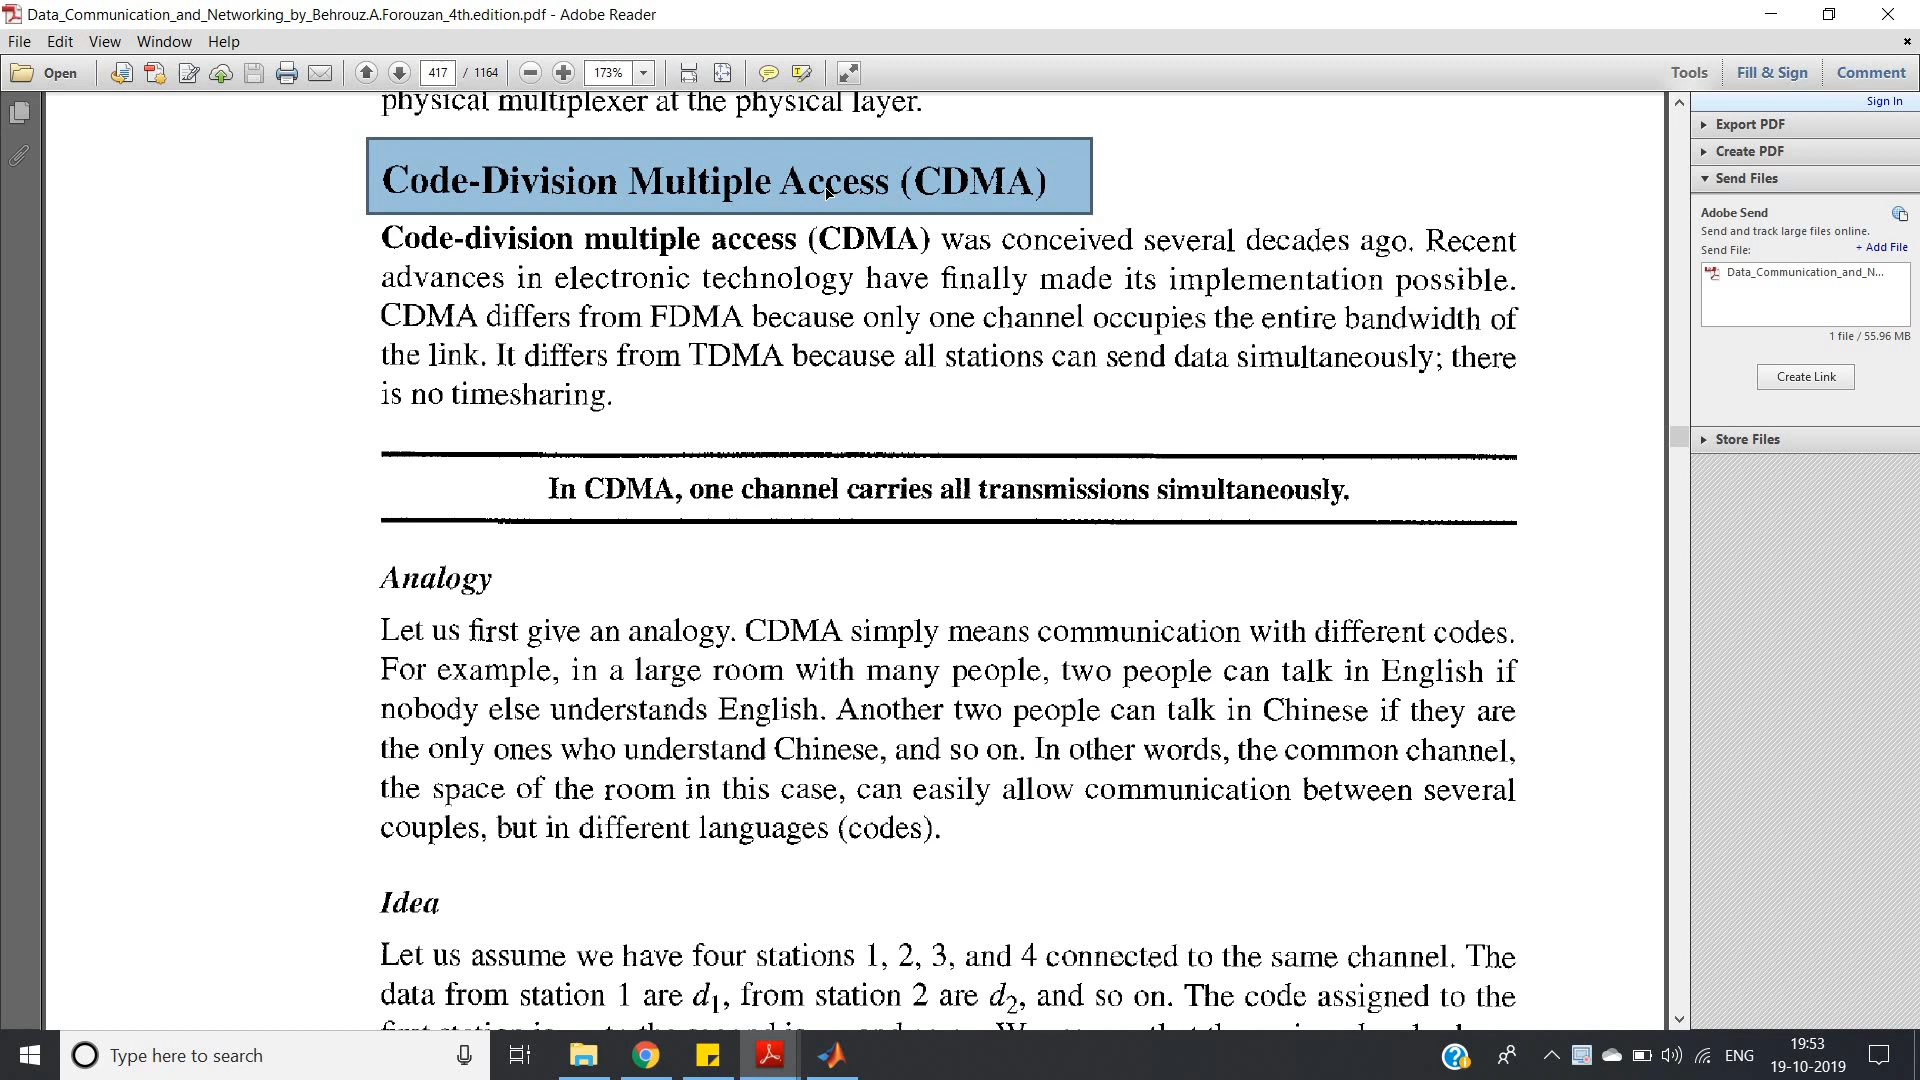 Data_Communication_and_Networking_by_Behrouz.A.Forouzan_4th.edition.pdf - Adobe Reader
File Edit View Window Help
Open 417 / 1164 173% Tools Fill & Sign Comment
Sign In
Export PDF
Create PDF
Send Files
Adobe Send
Send and track large files online.
Send File: + Add File
Data_Communication_and_N...
1 file / 55.96 MB
Create Link
Store Files
physical multiplexer at the physical layer.
Code-Division Multiple Access (CDMA)
Code-division multiple access (CDMA) was conceived several decades ago. Recent
advances in electronic technology have finally made its implementation possible.
CDMA differs from FDMA because only one channel occupies the entire bandwidth of
the link. It differs from TDMA because all stations can send data simultaneously; there
is no timesharing.
In CDMA, one channel carries all transmissions simultaneously.
Analogy
Let us first give an analogy. CDMA simply means communication with different codes.
For example, in a large room with many people, two people can talk in English if
nobody else understands English. Another two people can talk in Chinese if they are
the only ones who understand Chinese, and so on. In other words, the common channel,
the space of the room in this case, can easily allow communication between several
couples, but in different languages (codes).
Idea
Let us assume we have four stations 1, 2, 3, and 4 connected to the same channel. The
data from station 1 are d1, from station 2 are d2, and so on. The code assigned to the
Type here to search
ENG
19:53
19-10-2019